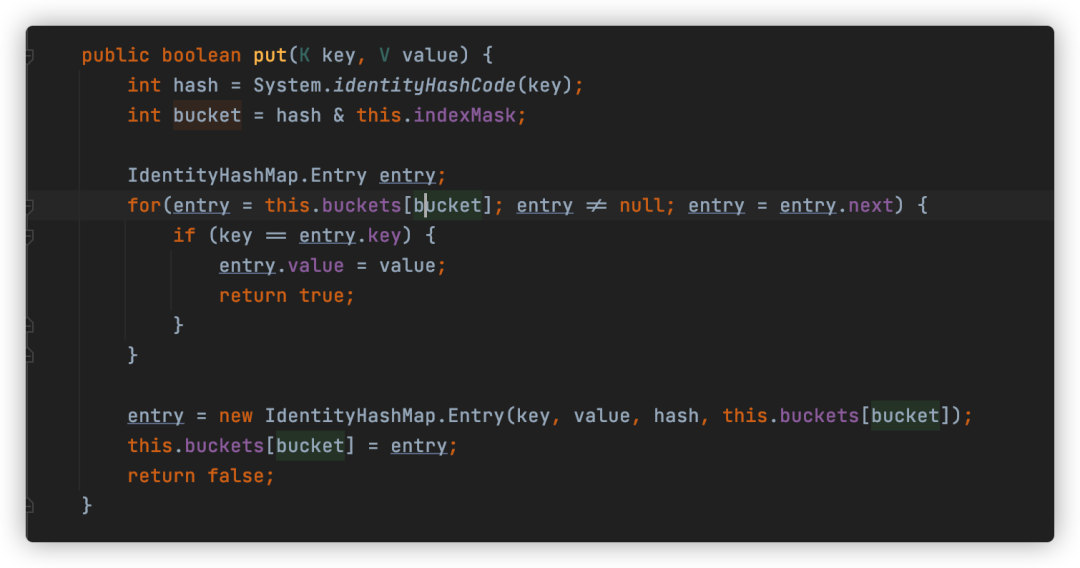 public boolean put(K key, V value) {
int hash = System.identityHashCode(key);
int bucket = hash & this.indexMask;
IdentityHashMap.Entry entry;
for(entry = this.buckets[bucket]; entry ≠ null; entry = entry.next) {
if (key == entry.key) {
entry.value = value;
return true;
}
}
entry = new IdentityHashMap.Entry(key, value, hash, this.buckets[bucket]);
this.buckets[bucket] = entry;
return false;
}